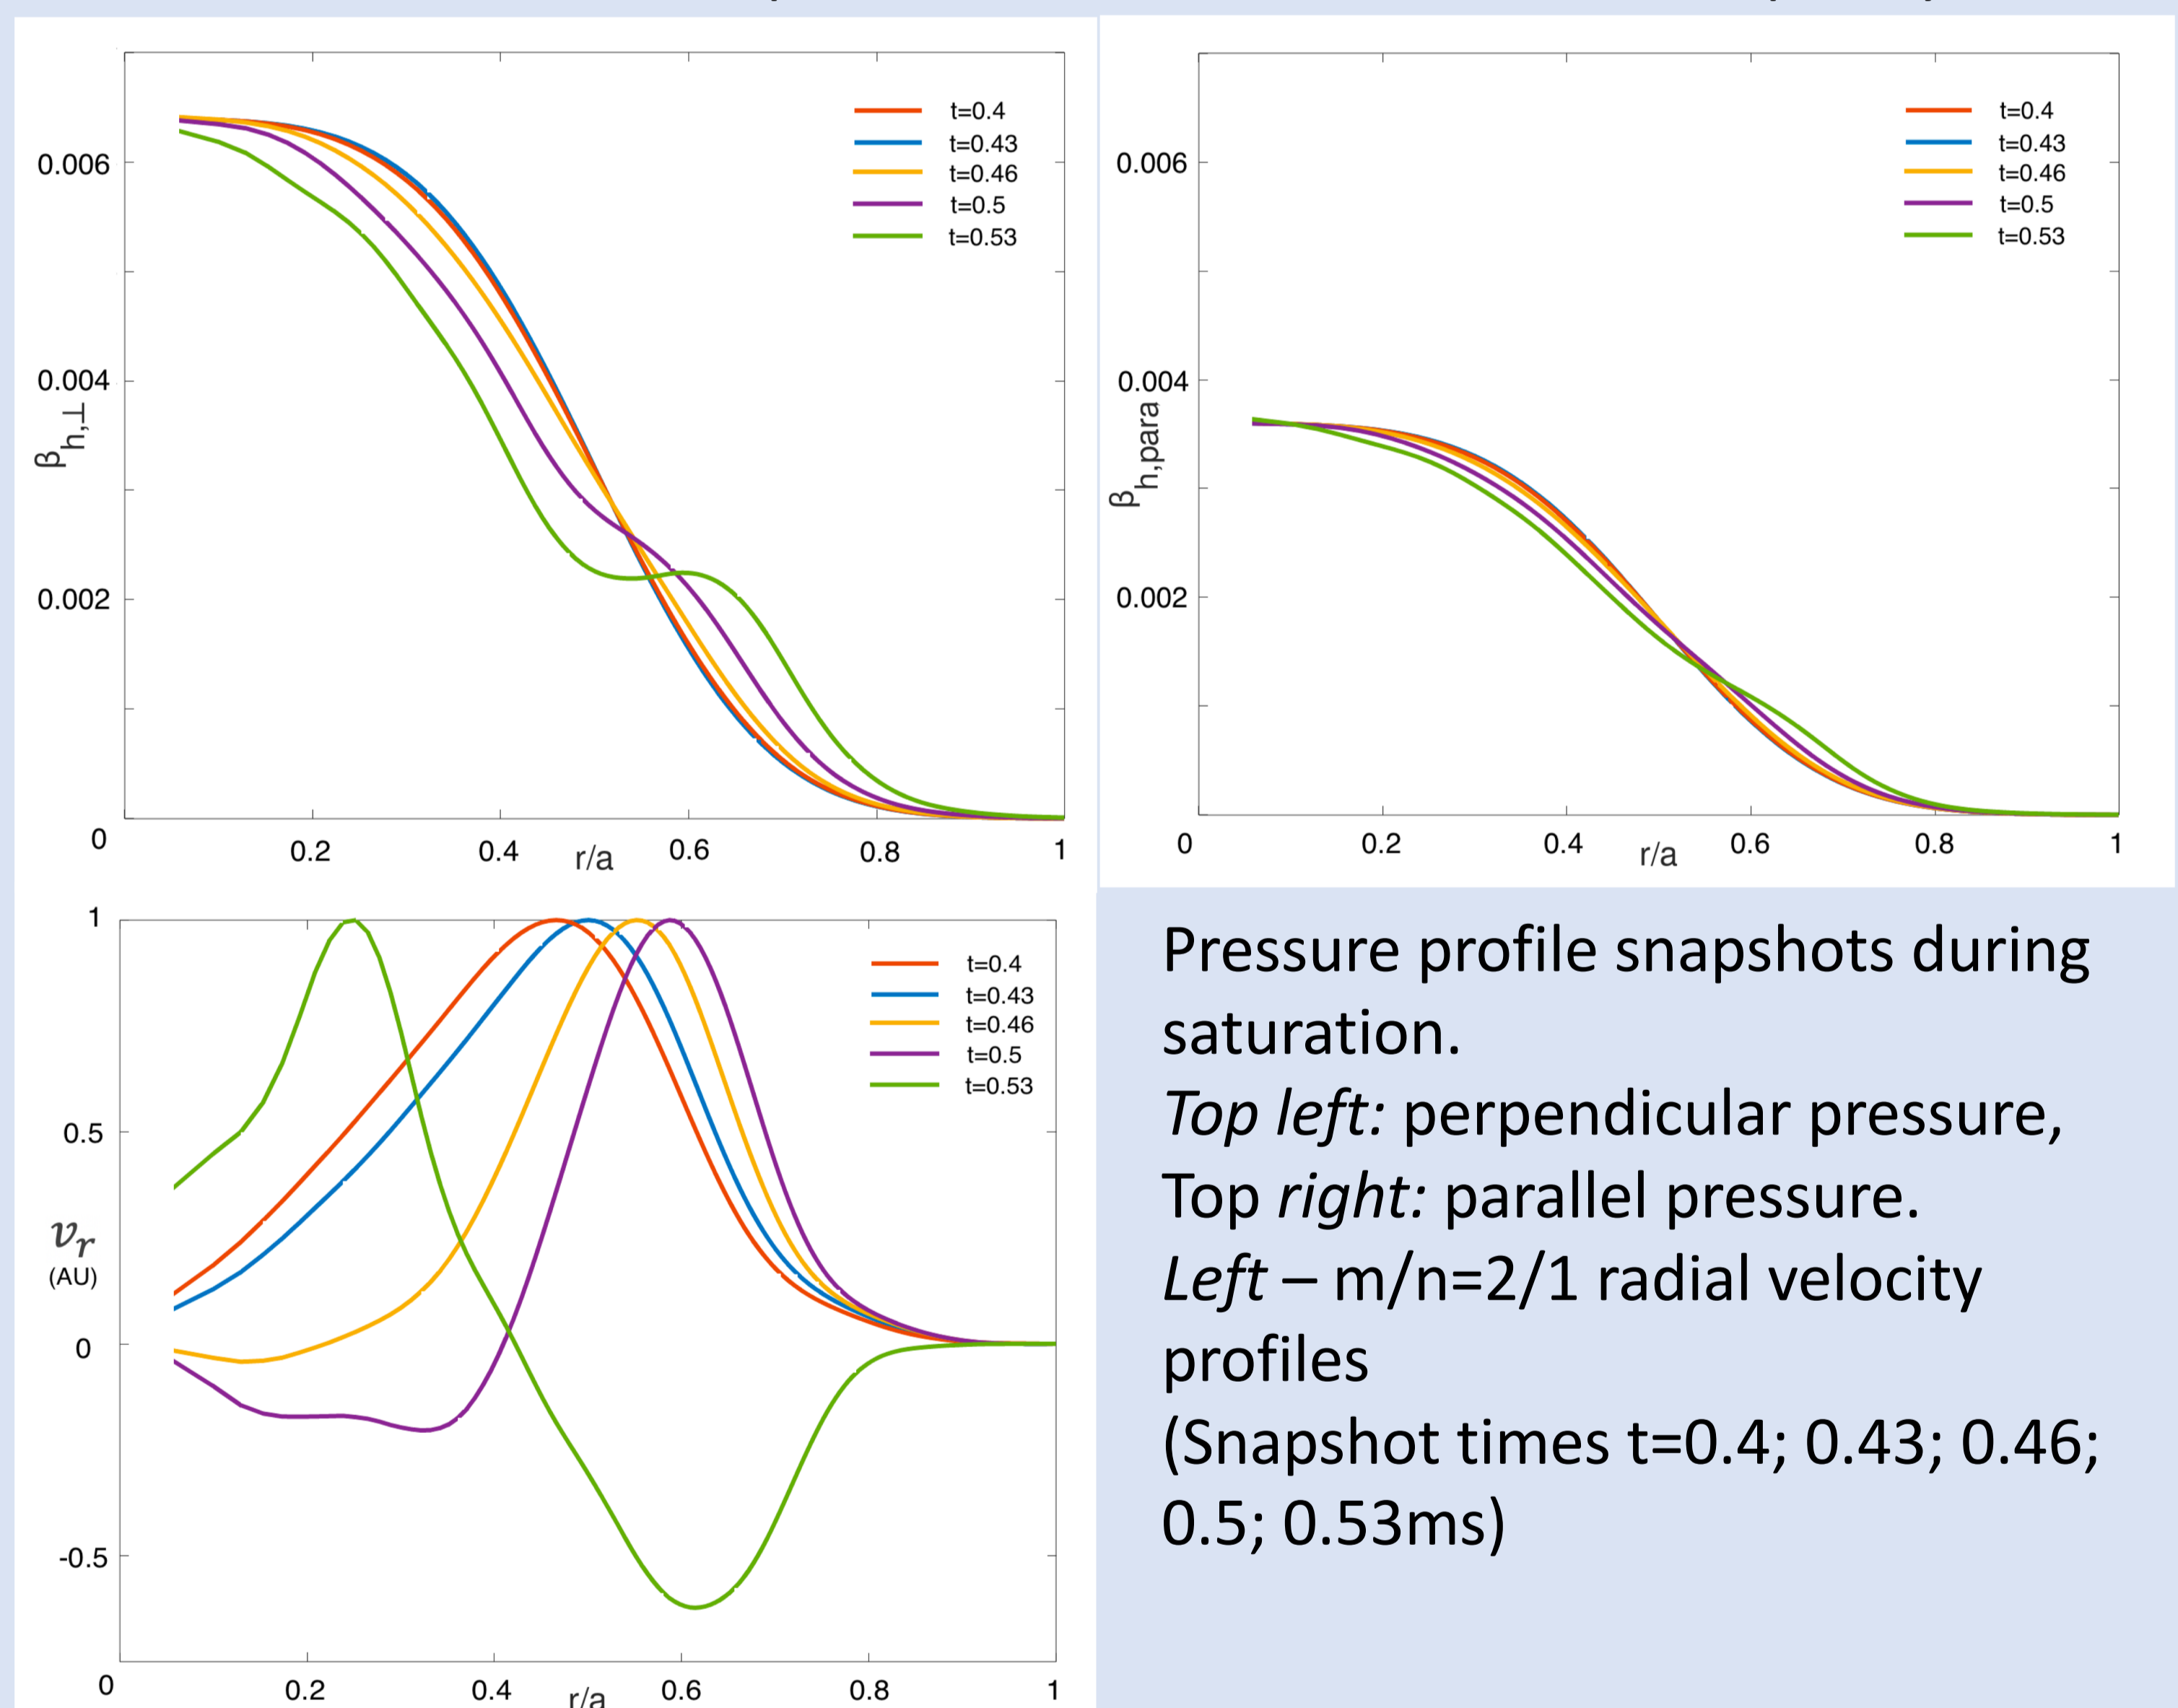 t=0.4
t=0.43
t=0.46
t=0.5
t=0.53
0.006
0.004
0.002
0
β h,⊥
0.2
0.4
r/a
0.6
0.8
1
t=0.4
t=0.43
t=0.46
t=0.5
t=0.53
0.006
0.004
0.002
β h,para
0
0.2
0.4
r/a
0.6
0.8
1
1
0.5
0
-0.5
v_r
(AU)
t=0.4
t=0.43
t=0.46
t=0.5
t=0.53
0
0.2
0.4
r/a
0.6
0.8
1
Pressure profile snapshots during
saturation.
Top left: perpendicular pressure,
Top right: parallel pressure.
Left – m/n=2/1 radial velocity
profiles
(Snapshot times t=0.4; 0.43; 0.46;
0.5; 0.53ms)